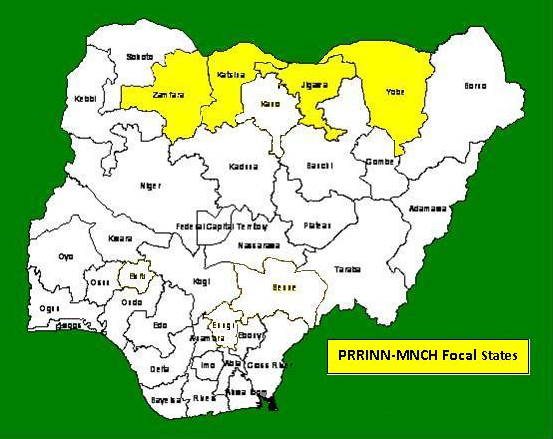 Sokoto
Katsina
Jigawa
Yobe
Borno
Kebbi
Zamfara
Kano
Kaduna
Bauchi
Gombe
Niger
Adamawa
Federal Capital Territoy
Plateau
Kwara
Nassarawa
Oyo
Taraba
Ekiti
Kogi
Benue
Osun
Ogun
Ondo
Lagos
Edo
Enugu
Ebonyi
Anambra
PRRINN-MNCH Focal States
Delta
Imo
Abia
Coss River
Bayelsa
Rivers
Akwa Ibom